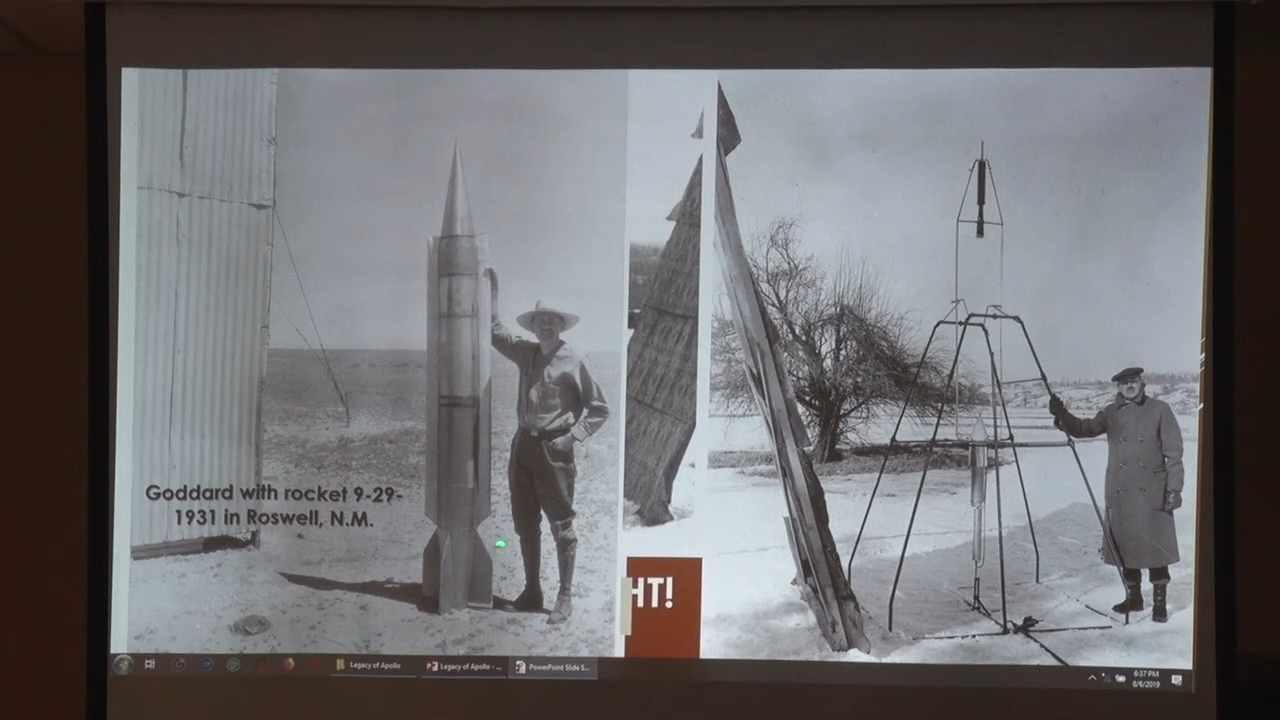 Goddard with rocket 9-29-
1931 in Roswell, N.M.
HT!
Legacy of Apollo
Legacy of Apollo - ...
PowerPoint Slide S...
6:37 PM
8/6/2019